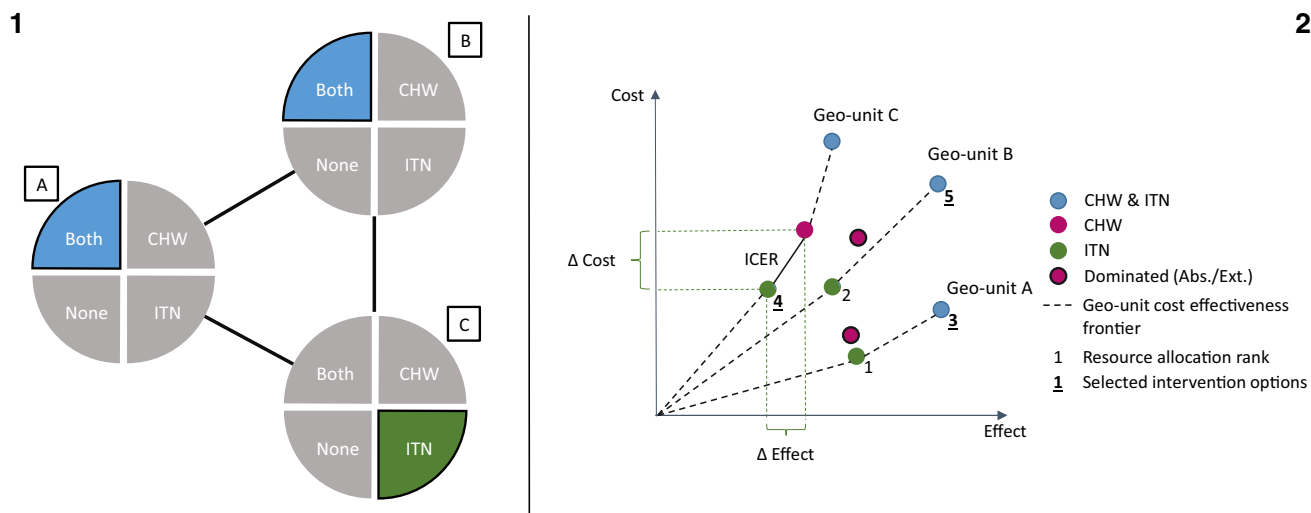 1
B
Both
CHW
None
ITN
A
Both
CHW
None
ITN
C
Both
CHW
None
ITN
2
Cost
Geo-unit C
Geo-unit B
5
CHW & ITN
CHW
ITN
Dominated (Abs./Ext.)
Geo-unit cost effectiveness
frontier
1 Resource allocation rank
1 Selected intervention options
Δ Cost
ICER
4
2
Geo-unit A
3
1
Effect
Δ Effect